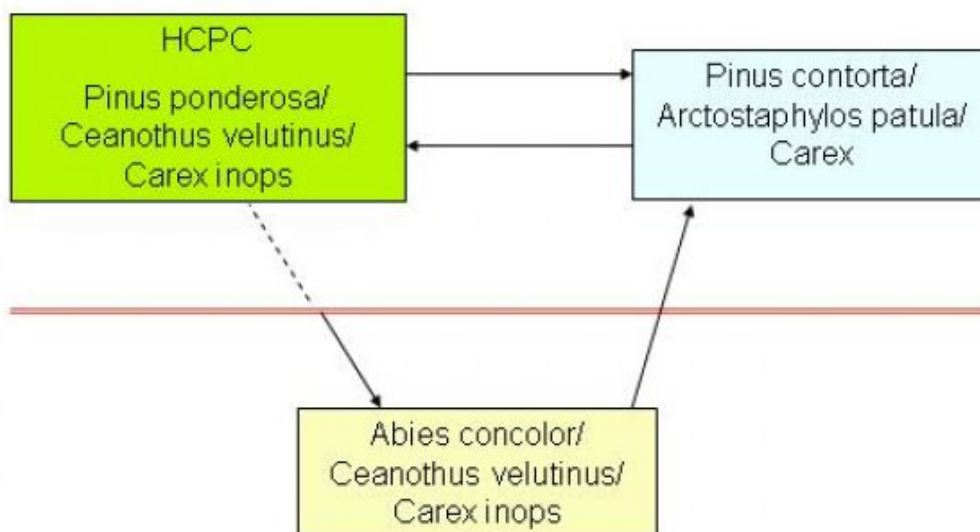 HCPC
Pinus ponderosa/
Ceanothus velutinus/
Carex inops
Pinus contorta/
Arctostaphylos patula/
Carex
Abies concolor/
Ceanothus velutinus/
Carex inops